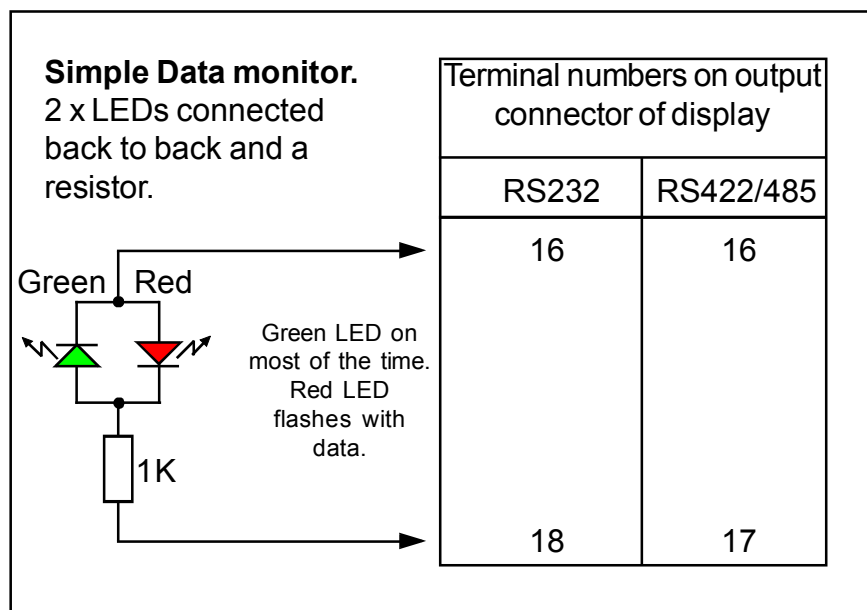 Simple Data monitor.
2 x LEDs connected
back to back and a
resistor.
Green Red
1K
Green LED on
most of the time.
Red LED
flashes with
data.
Terminal numbers on output
connector of display
RS232 RS422/485
16 16
18 17